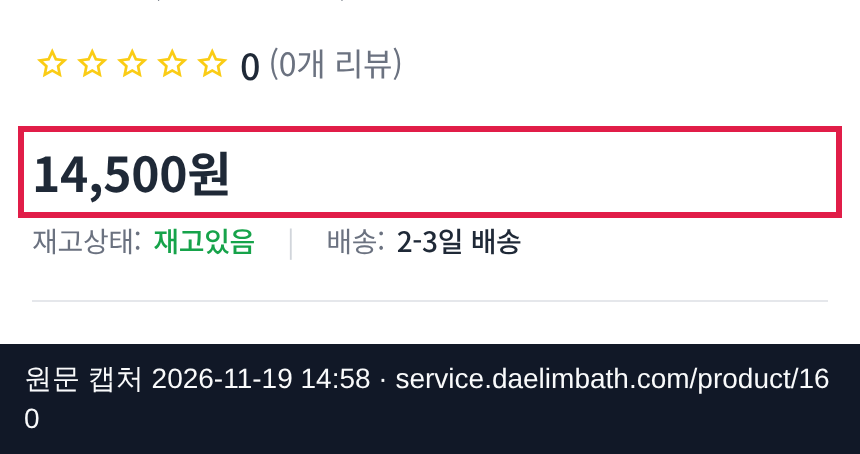 0 (0개 리뷰)
14,500원
재고상태: 재고있음 | 배송: 2-3일 배송
원문 캡처 2026-11-19 14:58 · service.daelimbath.com/product/16
0